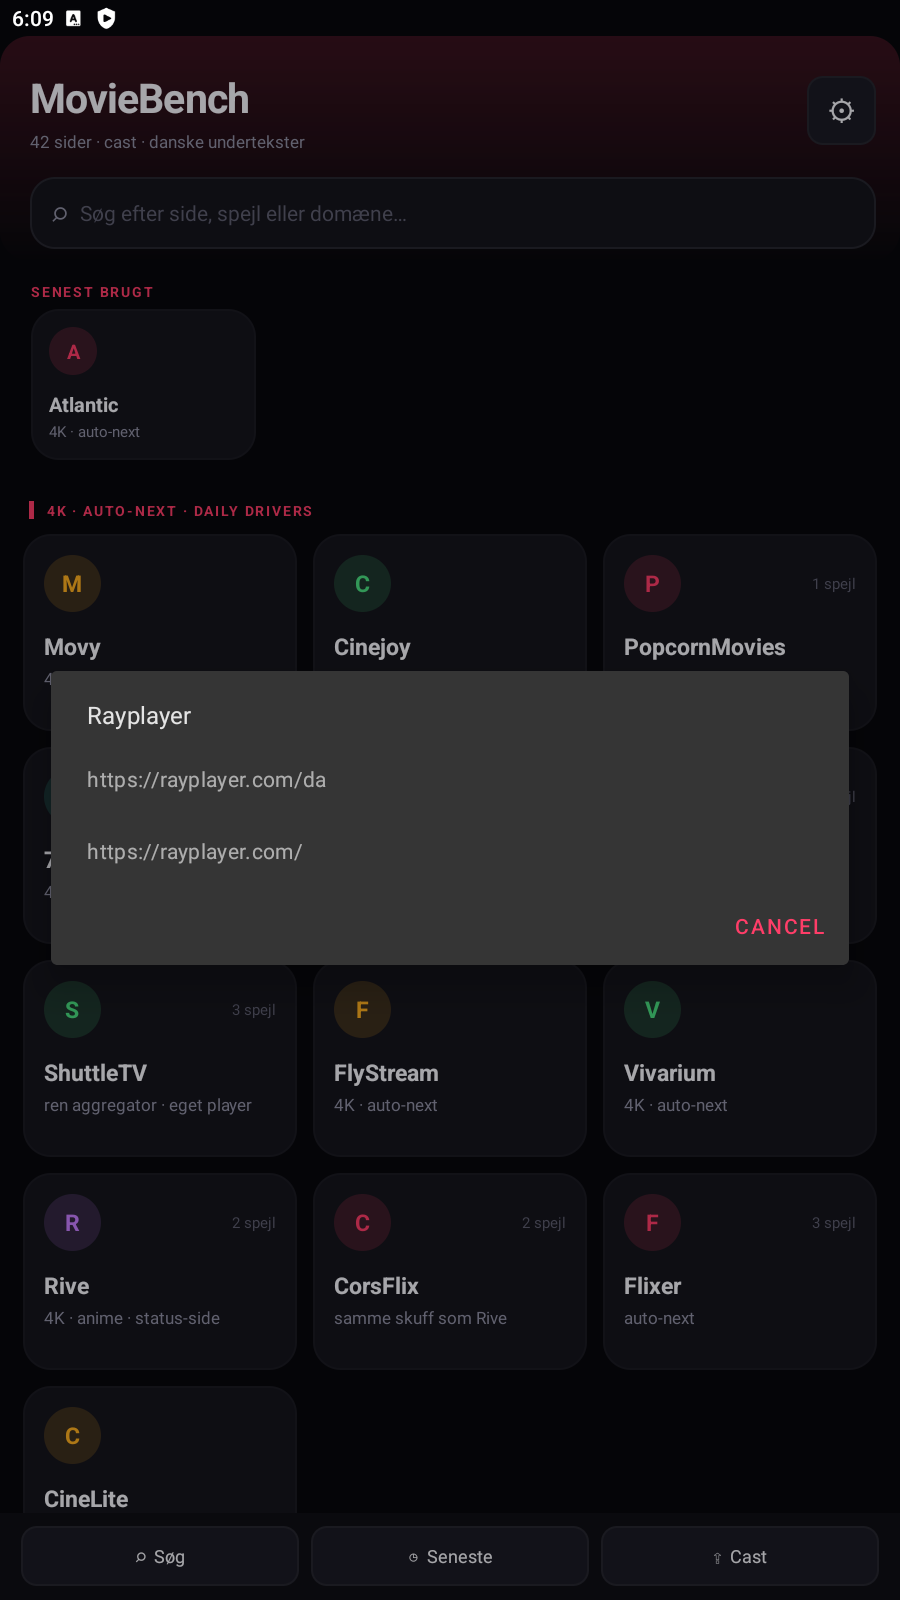 6:09
MovieBench
42 sider · cast · danske undertekster
Søg efter side, spejl eller domæne…
SENEST BRUGT
A
Atlantic
4K · auto-next
4K · AUTO-NEXT · DAILY DRIVERS
M
C
P
1 spejl
Movy
Cinejoy
PopcornMovies
Rayplayer
https://rayplayer.com/da
https://rayplayer.com/
CANCEL
S
3 spejl
F
V
ShuttleTV
FlyStream
Vivarium
ren aggregator · eget player
4K · auto-next
4K · auto-next
R
2 spejl
C
2 spejl
F
3 spejl
Rive
CorsFlix
Flixer
4K · anime · status-side
samme skuff som Rive
auto-next
C
CineLite
Søg
Seneste
Cast